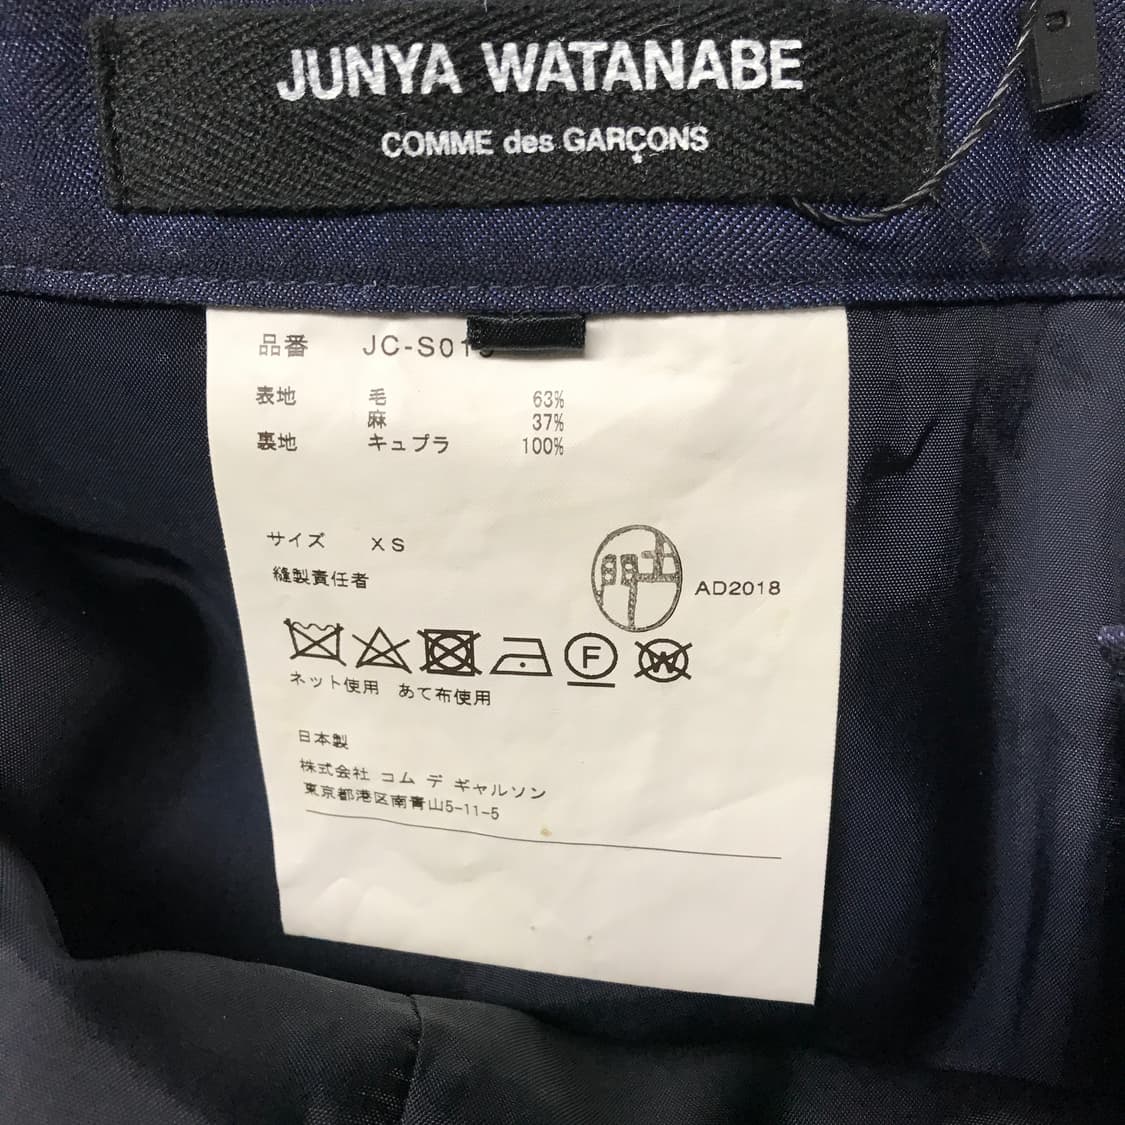 JUNYA WATANABE
COMME des GARÇONS
品番 JC-S019
表地 毛 63%
麻 37%
裏地 キュプラ 100%
サイズ XS
縫製責任者
AD2018
F
W
ネット使用 あて布使用
日本製
株式会社 コム デ ギャルソン
東京都港区南青山5-11-5